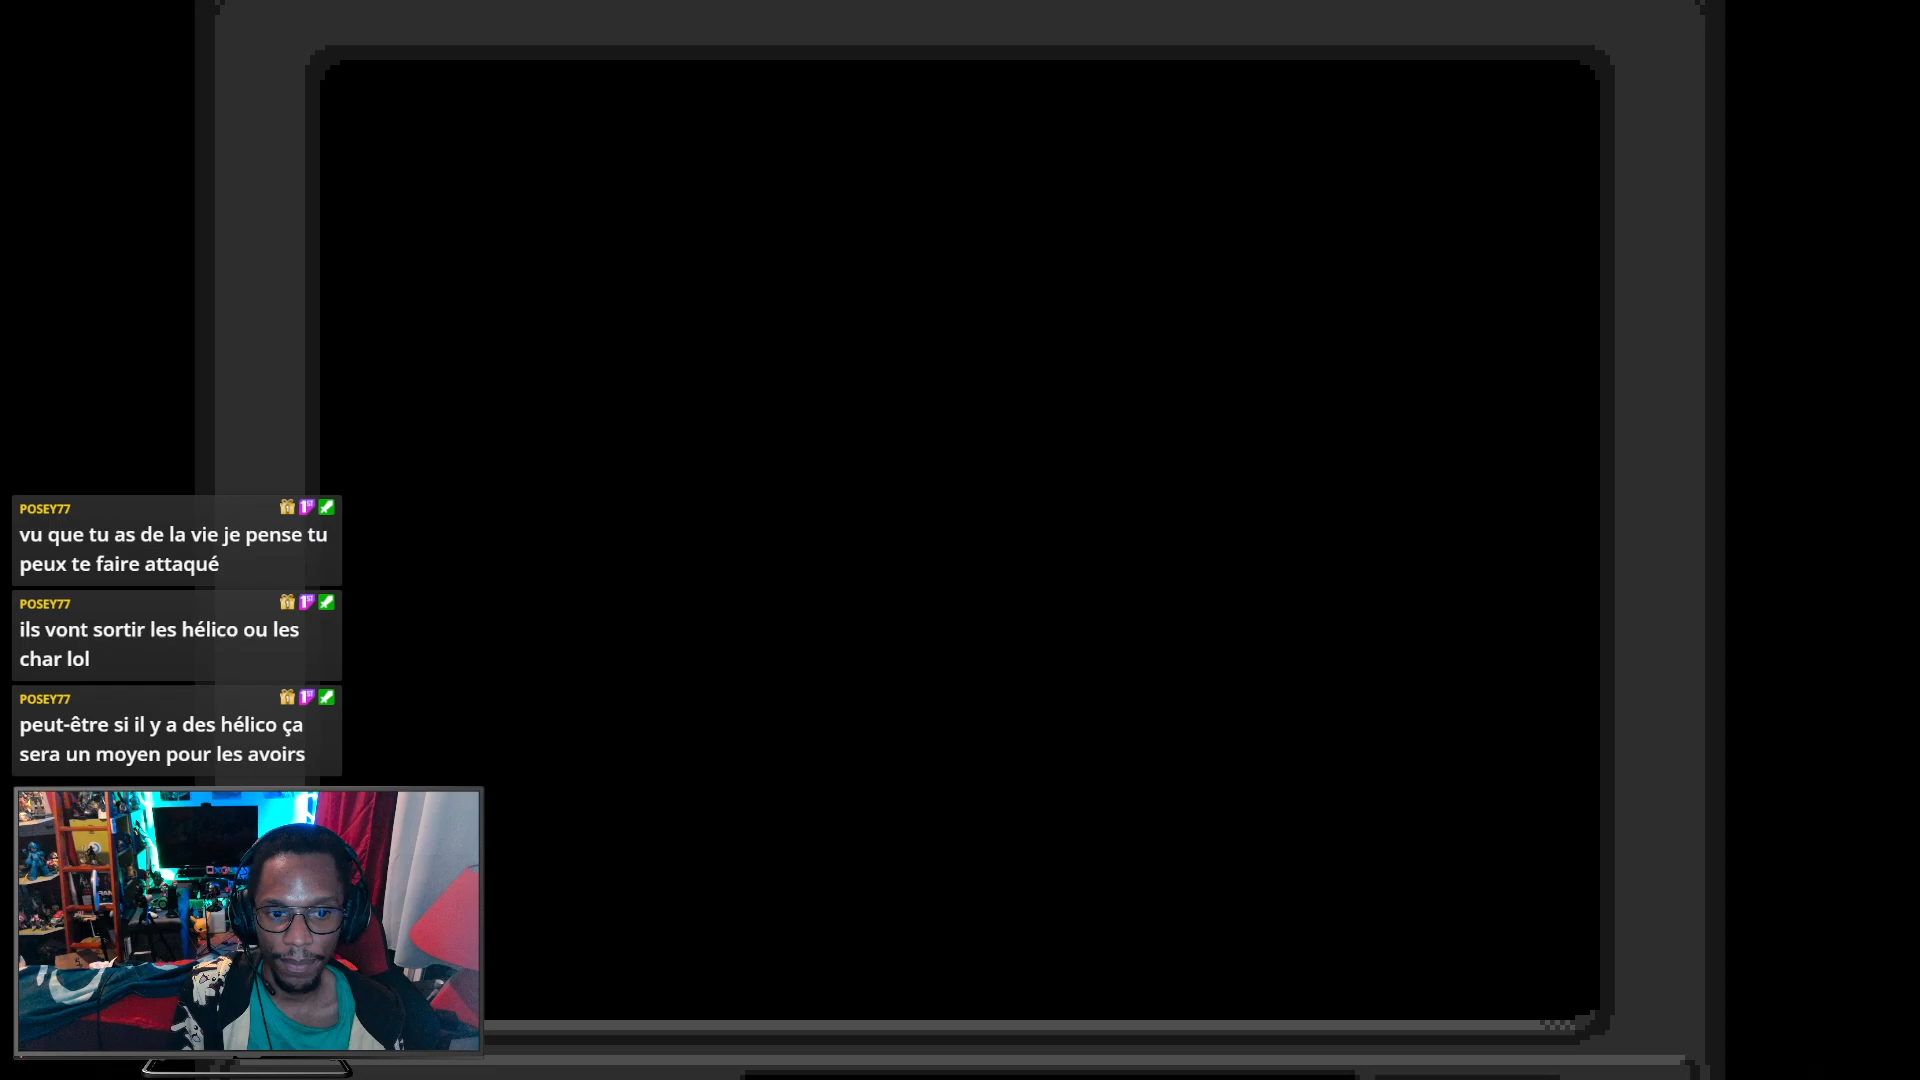 POSEY77
vu que tu as de la vie je pense tu
peux te faire attaqué
POSEY77
ils vont sortir les hélico ou les
char lol
POSEY77
peut-être si il y a des hélico ça
sera un moyen pour les avoirs